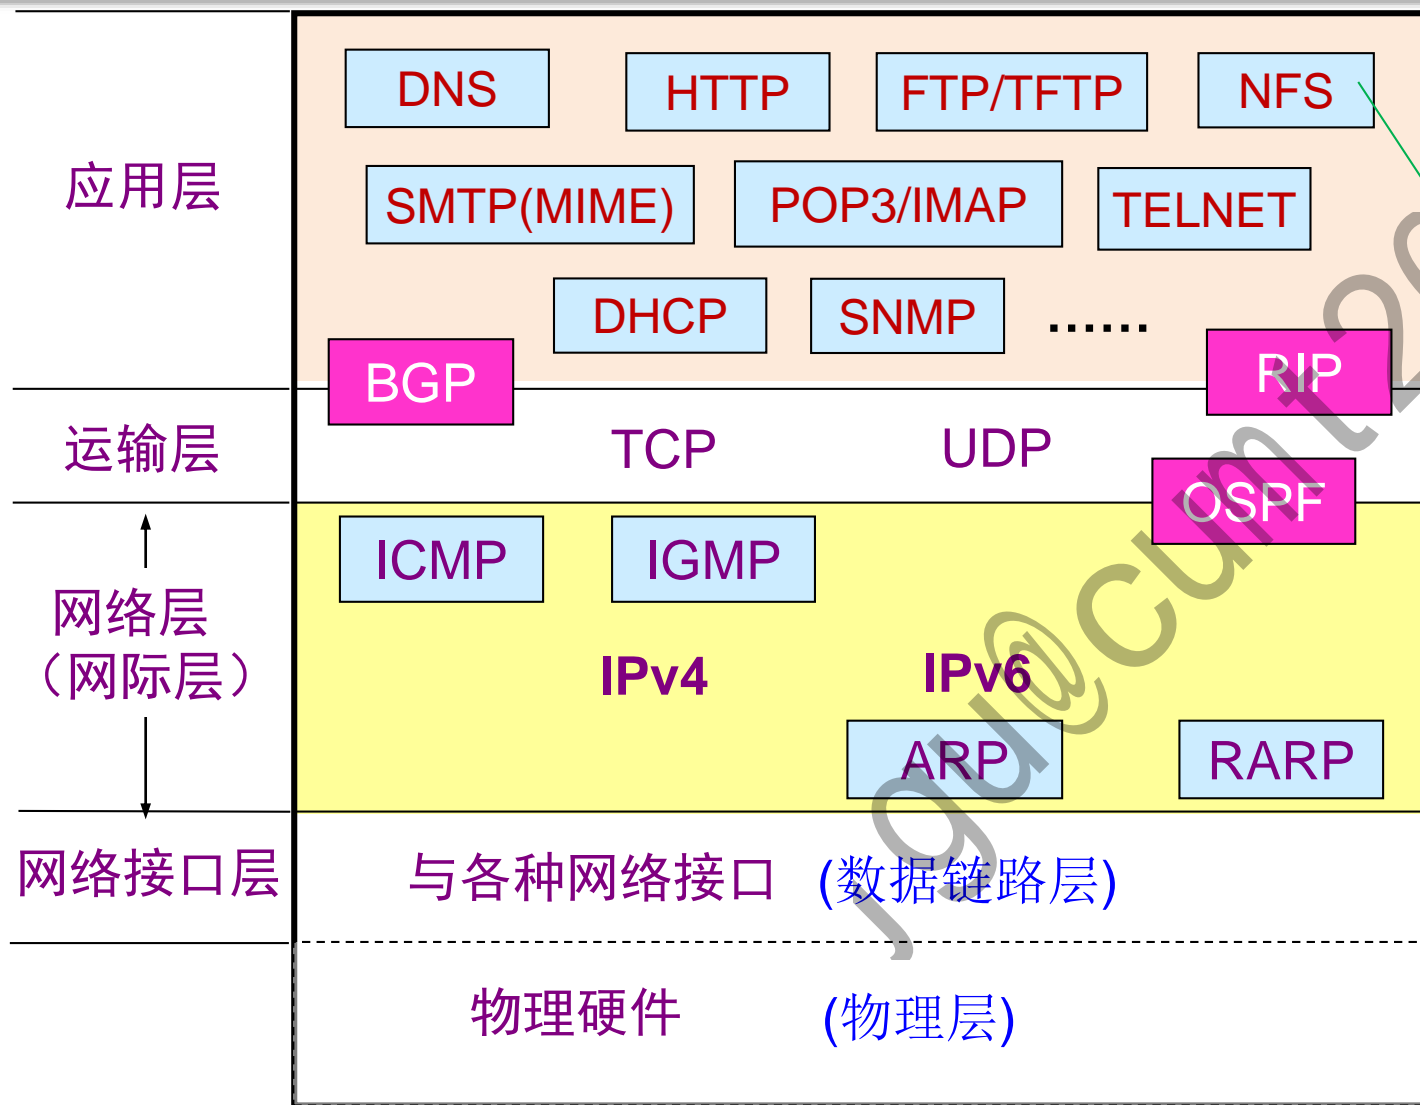 DNS
HTTP
FTP/TFTP
NFS
应用层
SMTP(MIME)
POP3/IMAP
TELNET
DHCP
SNMP
......
BGP
RIP
运输层
TCP
UDP
OSPF
ICMP
IGMP
网络层
（网际层）
IPv4
IPv6
ARP
RARP
网络接口层
与各种网络接口 (数据链路层)
物理硬件 (物理层)
jgu@cumt 20